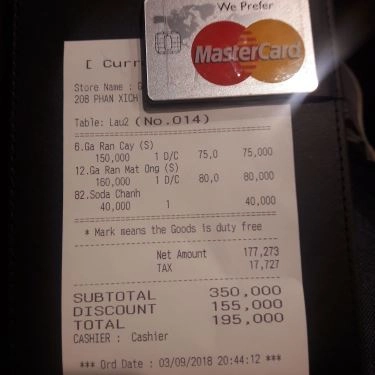 We Prefer
MasterCard
[ Curr
Store Name : G
208 PHAN XICH
Table: Lau2 (No.014)
6.Ga Ran Cay (S)
150,000 1 D/C 75,0 75,000
12.Ga Ran Mat Ong (S)
160,000 1 D/C 80,0 80,000
82.Soda Chanh
40,000 1 40,000
* Mark means the Goods is duty free
Net Amount 177,273
TAX 17,727
SUBTOTAL 350,000
DISCOUNT 155,000
TOTAL 195,000
CASHIER : Cashier
*** Ord Date : 03/09/2018 20:44:12 ***